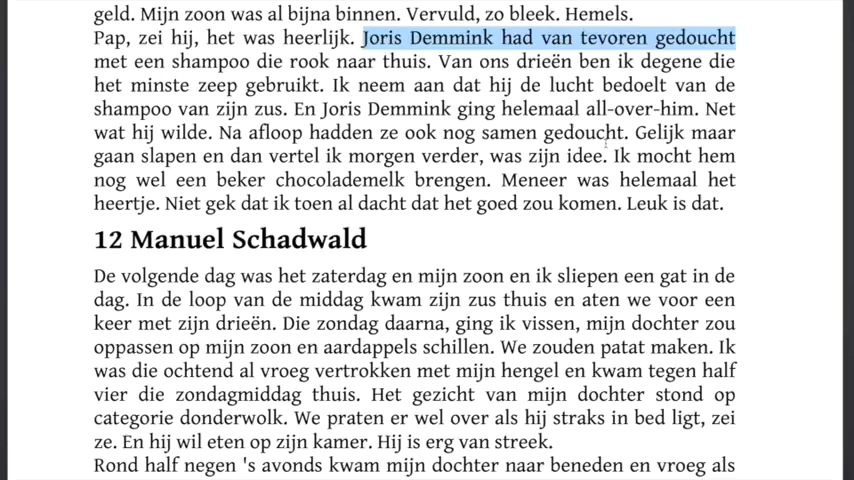 geld. Mijn zoon was al bijna binnen. Vervuld, zo bleek. Hemels.
Pap, zei hij, het was heerlijk. Joris Demmink had van tevoren gedoucht
met een shampoo die rook naar thuis. Van ons drieën ben ik degene die
het minste zeep gebruikt. Ik neem aan dat hij de lucht bedoelt van de
shampoo van zijn zus. En Joris Demmink ging helemaal all-over-him. Net
wat hij wilde. Na afloop hadden ze ook nog samen gedoucht. Gelijk maar
gaan slapen en dan vertel ik morgen verder, was zijn idee. Ik mocht hem
nog wel een beker chocolademelk brengen. Meneer was helemaal het
heertje. Niet gek dat ik toen al dacht dat het goed zou komen. Leuk is dat.
12 Manuel Schadwald
De volgende dag was het zaterdag en mijn zoon en ik sliepen een gat in de
dag. In de loop van de middag kwam zijn zus thuis en aten we voor een
keer met zijn drieën. Die zondag daarna, ging ik vissen, mijn dochter zou
oppassen op mijn zoon en aardappels schillen. We zouden patat maken. Ik
was die ochtend al vroeg vertrokken met mijn hengel en kwam tegen half
vier die zondagmiddag thuis. Het gezicht van mijn dochter stond op
categorie donderwolk. We praten er wel over als hij straks in bed ligt, zei
ze. En hij wil eten op zijn kamer. Hij is erg van streek.
Rond half negen 's avonds kwam mijn dochter naar beneden en vroeg als